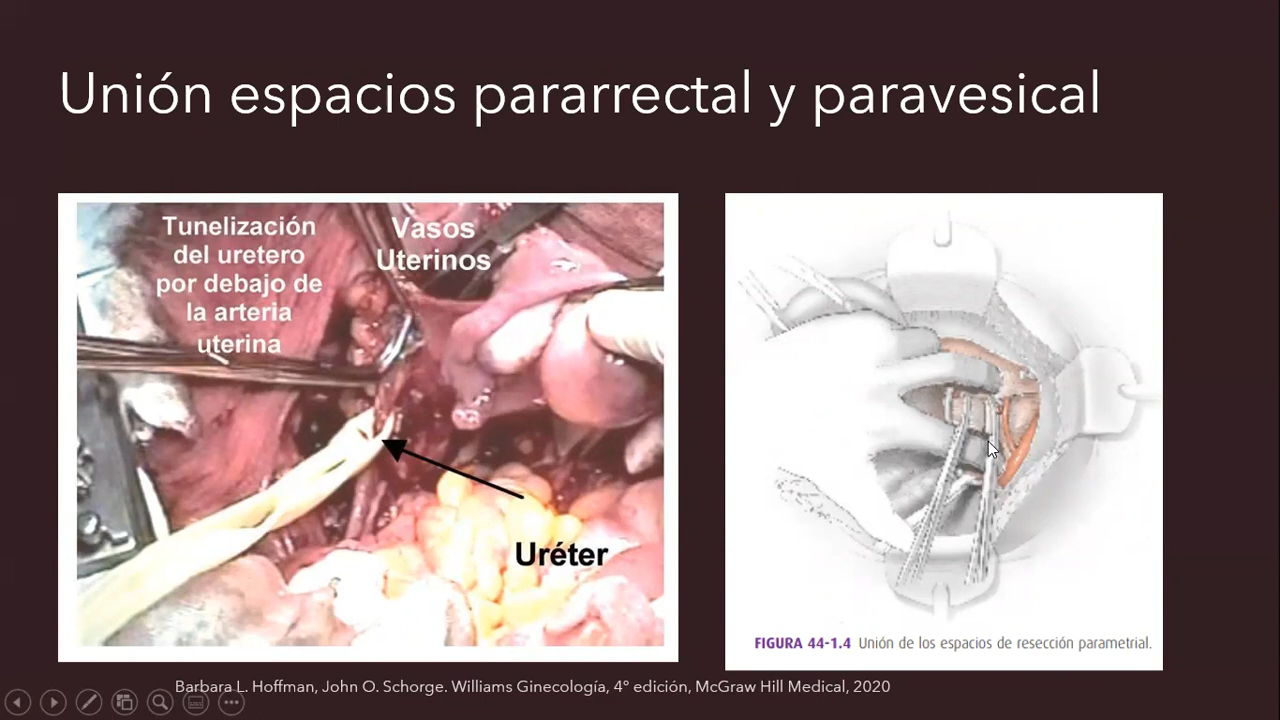 Unión espacios pararrectal y paravesical
Tunelización
del uretero
por debajo de
la arteria
uterina
Vasos
Uterinos
Uréter
FIGURA 44-1.4 Unión de los espacios de resección parametrial.
Barbara L. Hoffman, John O. Schorge. Williams Ginecología, 4° edición, McGraw Hill Medical, 2020